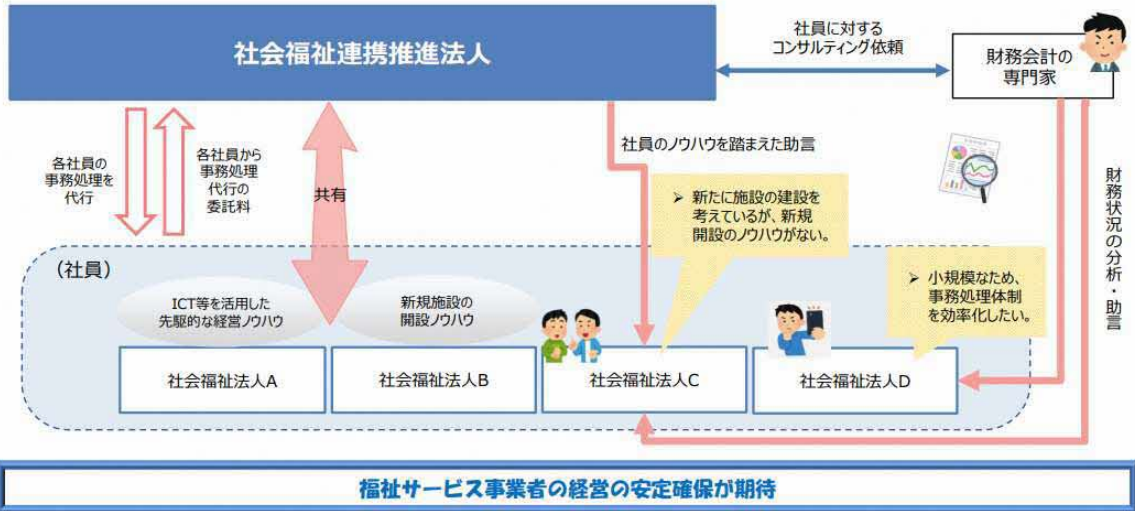 社会福祉連携推進法人
社員に対する
コンサルティング依頼
財務会計の
専門家
各社員の
事務処理を
代行
各社員から
事務処理
代行の
委託料
共有
社員のノウハウを踏まえた助言
➢ 新たに施設の建設を
考えているが、新規
開設のノウハウがない。
財務状況の分析・助言
（社員）
ICT等を活用した
先駆的な経営ノウハウ
新規施設の
開設ノウハウ
➢ 小規模なため、
事務処理体制
を効率化したい。
社会福祉法人A
社会福祉法人B
社会福祉法人C
社会福祉法人D
福祉サービス事業者の経営の安定確保が期待